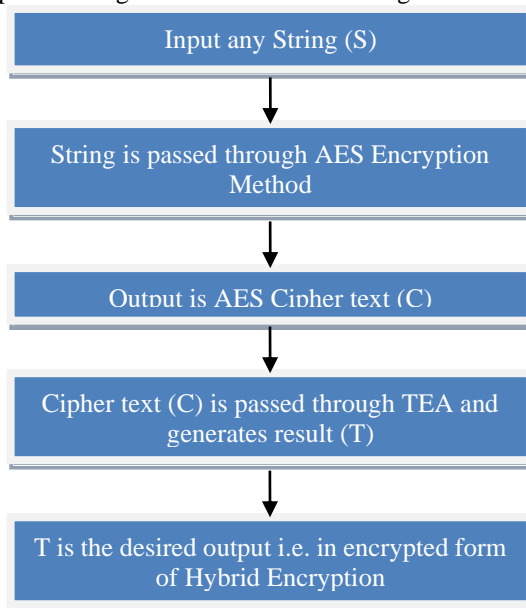 Input any String (S)
String is passed through AES Encryption
Method
Output is AES Cipher text (C)
Cipher text (C) is passed through TEA and
generates result (T)
T is the desired output i.e. in encrypted form
of Hybrid Encryption